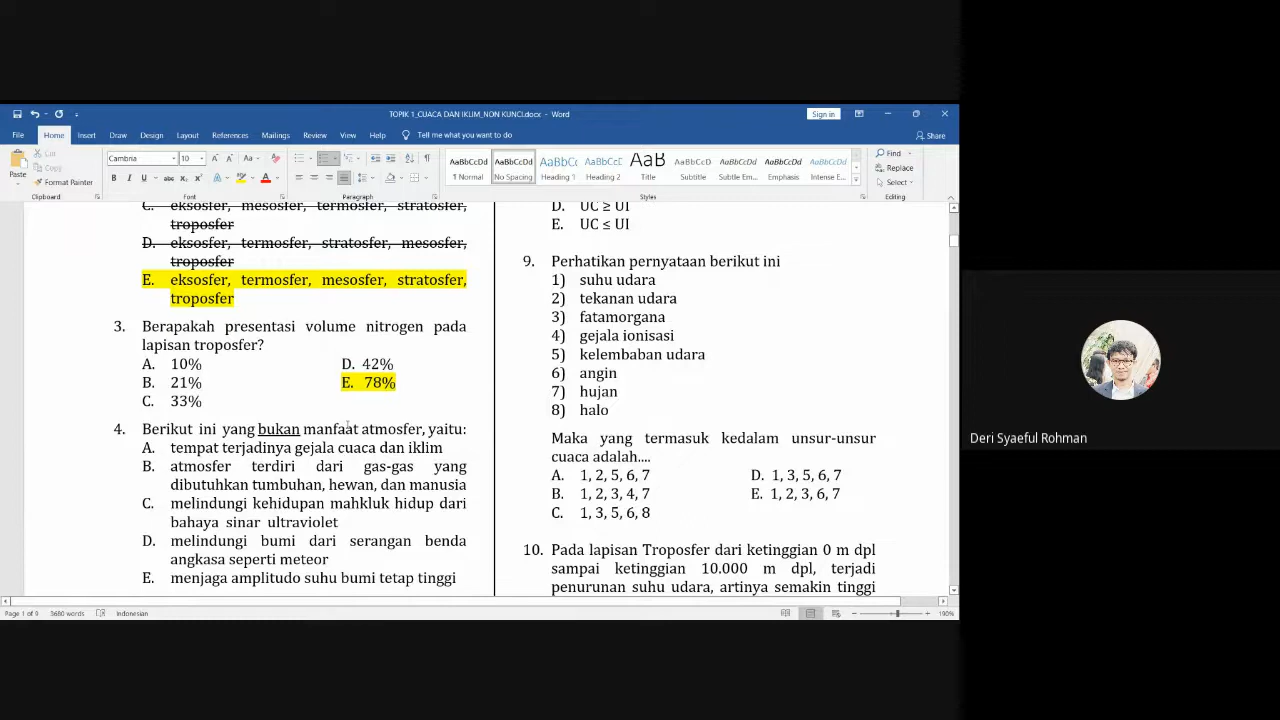 TOPIK 1_CUACA DAN IKLIM_NON KUNCI.docx - Word
Sign in
File Home Insert Draw Design Layout References Mailings Review View Help Tell me what you want to do
Share
Paste
Cut
Copy
Format Painter
Clipboard
Cambria 10
Font
Paragraph
AaBbCcDd AaBbCcDd AaBbCc AaBbCcE AaB AaBbCcDd AaBbCcDd AaBbCcDd AaBbCcDd
1 Normal No Spacing Heading 1 Heading 2 Title Subtitle Subtle Em... Emphasis Intense E...
Styles
Find
Replace
Select
Editing
C. eksosfer, mesosfer, termosfer, stratosfer,
troposfer
D. eksosfer, termosfer, stratosfer, mesosfer,
troposfer
E. eksosfer, termosfer, mesosfer, stratosfer,
troposfer
3. Berapakah presentasi volume nitrogen pada
lapisan troposfer?
A. 10% D. 42%
B. 21% E. 78%
C. 33%
4. Berikut ini yang bukan manfaat atmosfer, yaitu:
A. tempat terjadinya gejala cuaca dan iklim
B. atmosfer terdiri dari gas-gas yang
dibutuhkan tumbuhan, hewan, dan manusia
C. melindungi kehidupan mahkluk hidup dari
bahaya sinar ultraviolet
D. melindungi bumi dari serangan benda
angkasa seperti meteor
E. menjaga amplitudo suhu bumi tetap tinggi
D. UC ≥ UI
E. UC ≤ UI
9. Perhatikan pernyataan berikut ini
1) suhu udara
2) tekanan udara
3) fatamorgana
4) gejala ionisasi
5) kelembaban udara
6) angin
7) hujan
8) halo
Maka yang termasuk kedalam unsur-unsur
cuaca adalah....
A. 1, 2, 5, 6, 7 D. 1, 3, 5, 6, 7
B. 1, 2, 3, 4, 7 E. 1, 2, 3, 6, 7
C. 1, 3, 5, 6, 8
10. Pada lapisan Troposfer dari ketinggian 0 m dpl
sampai ketinggian 10.000 m dpl, terjadi
penurunan suhu udara, artinya semakin tinggi
Page 1 of 9 3680 words Indonesian
190%
Deri Syaeful Rohman